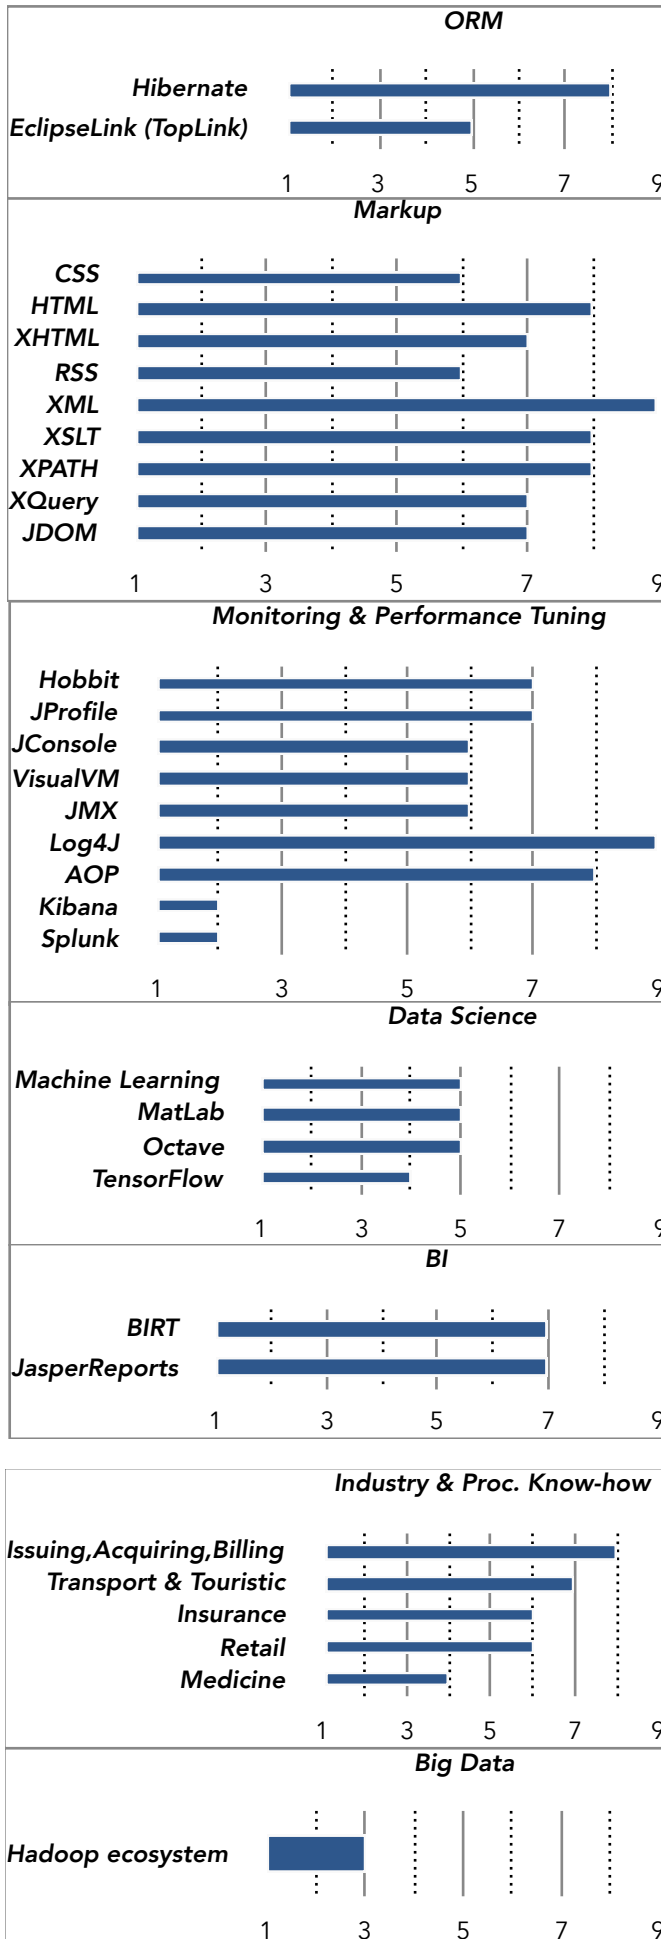 ORM
Hibernate
EclipseLink (TopLink)
1 3 5 7 9
Markup
CSS
HTML
XHTML
RSS
XML
XSLT
XPATH
XQuery
JDOM
1 3 5 7 9
Monitoring & Performance Tuning
Hobbit
JProfile
JConsole
VisualVM
JMX
Log4J
AOP
Kibana
Splunk
1 3 5 7 9
Data Science
Machine Learning
MatLab
Octave
TensorFlow
1 3 5 7 9
BI
BIRT
JasperReports
1 3 5 7 9
Industry & Proc. Know-how
Issuing,Acquiring,Billing
Transport & Touristic
Insurance
Retail
Medicine
1 3 5 7 9
Big Data
Hadoop ecosystem
1 3 5 7 9